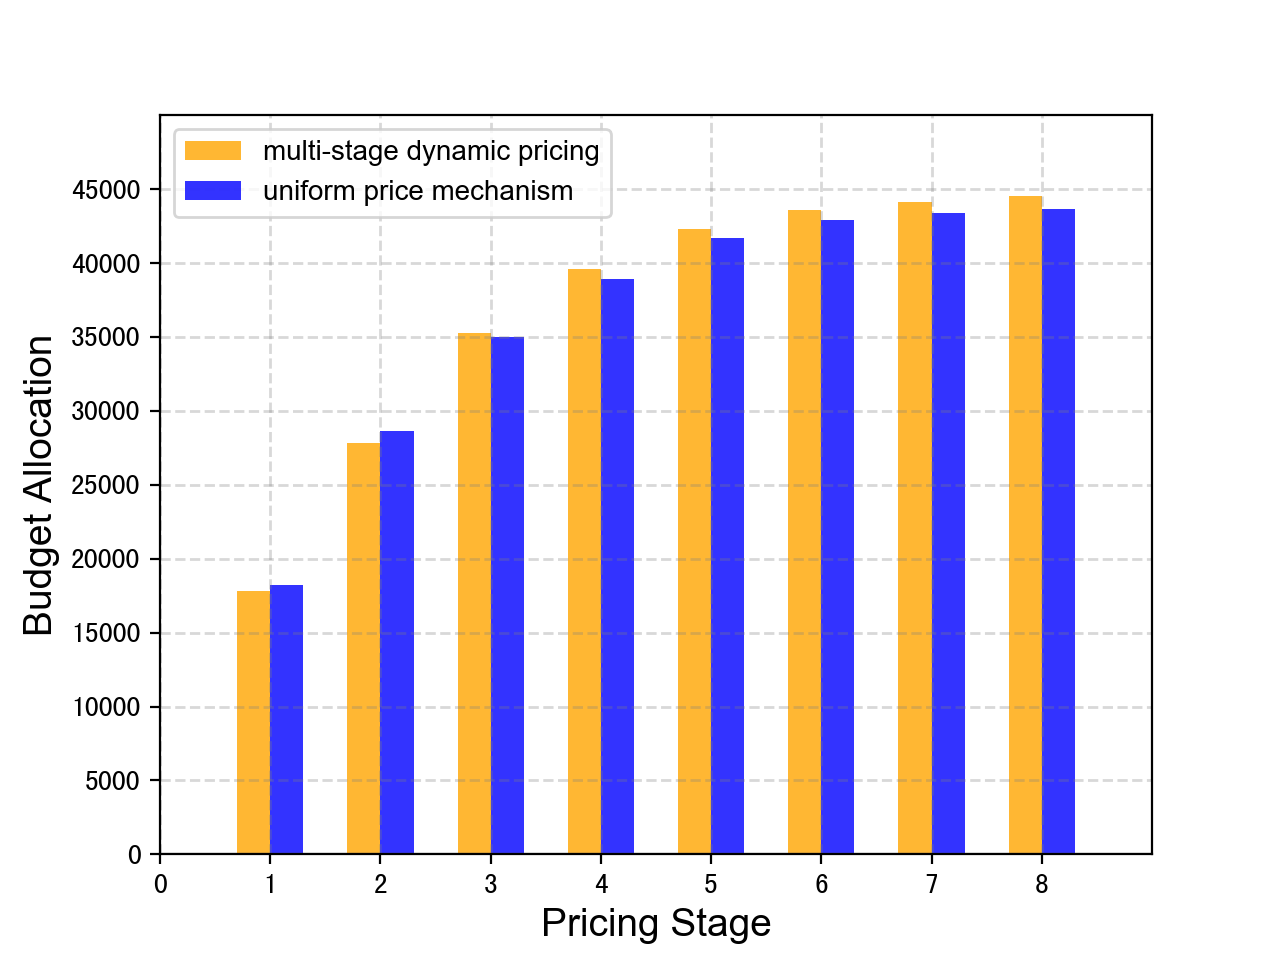 multi-stage dynamic pricing
uniform price mechanism
45000
40000
35000
30000
25000
20000
15000
10000
5000
0
Budget Allocation
0 1 2 3 4 5 6 7 8
Pricing Stage